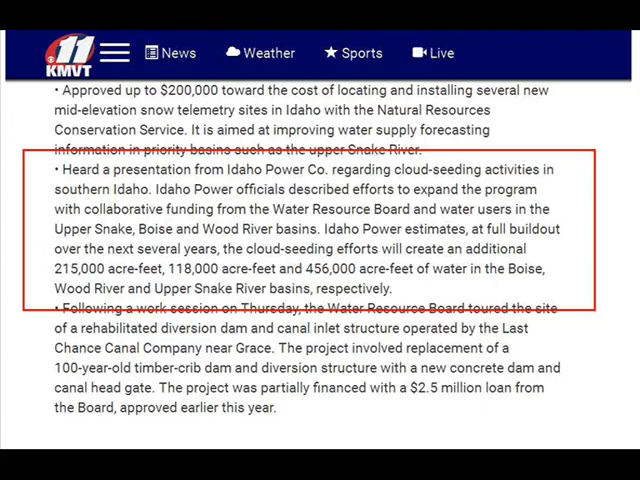 11
KMVT
News
Weather
Sports
Live
• Approved up to $200,000 toward the cost of locating and installing several new
mid-elevation snow telemetry sites in Idaho with the Natural Resources
Conservation Service. It is aimed at improving water supply forecasting
information in priority basins such as the upper Snake River.
• Heard a presentation from Idaho Power Co. regarding cloud-seeding activities in
southern Idaho. Idaho Power officials described efforts to expand the program
with collaborative funding from the Water Resource Board and water users in the
Upper Snake, Boise and Wood River basins. Idaho Power estimates, at full buildout
over the next several years, the cloud-seeding efforts will create an additional
215,000 acre-feet, 118,000 acre-feet and 456,000 acre-feet of water in the Boise,
Wood River and Upper Snake River basins, respectively.
• Following a work session on Thursday, the Water Resource Board toured the site
of a rehabilitated diversion dam and canal inlet structure operated by the Last
Chance Canal Company near Grace. The project involved replacement of a
100-year-old timber-crib dam and diversion structure with a new concrete dam and
canal head gate. The project was partially financed with a $2.5 million loan from
the Board, approved earlier this year.